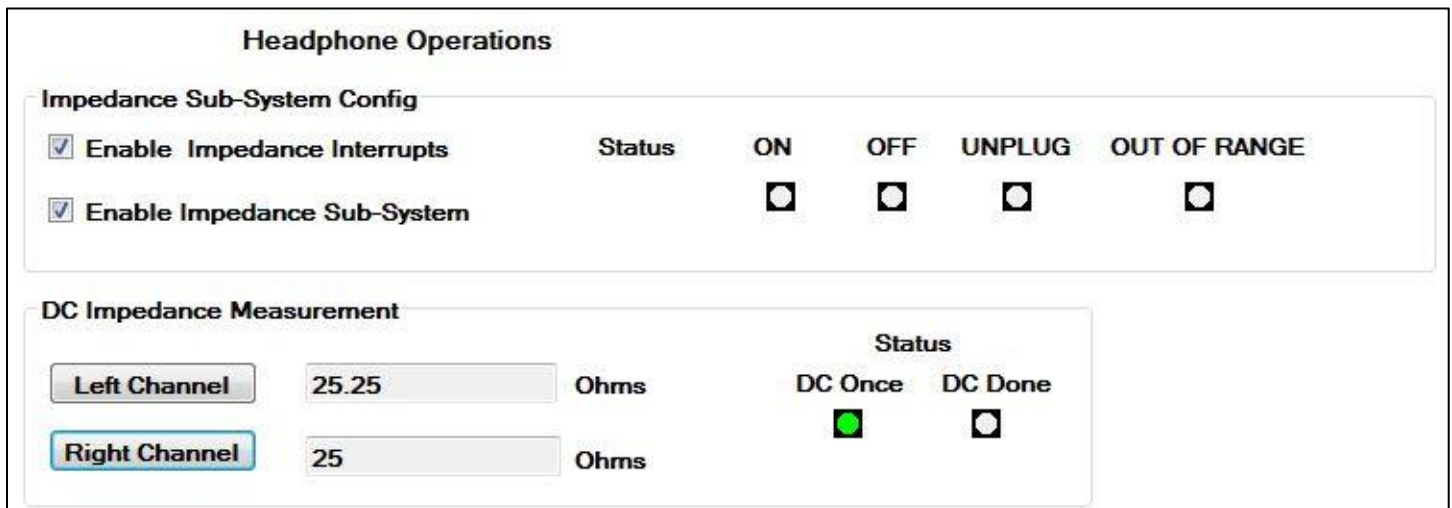 Headphone Operations
Impedance Sub-System Config
Enable Impedance Interrupts Status ON OFF UNPLUG OUT OF RANGE
Enable Impedance Sub-System
DC Impedance Measurement
Status
Left Channel 25.25 Ohms DC Once DC Done
Right Channel 25 Ohms